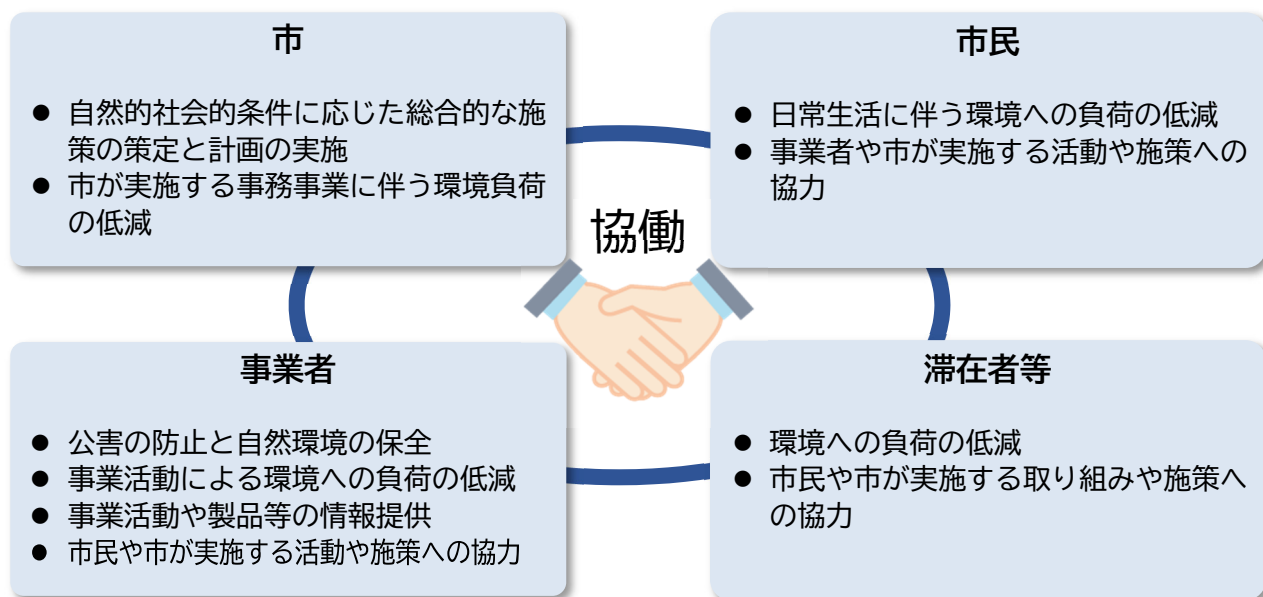 市
● 自然的社会的条件に応じた総合的な施
策の策定と計画の実施
● 市が実施する事務事業に伴う環境負荷
の低減
市民
● 日常生活に伴う環境への負荷の低減
● 事業者や市が実施する活動や施策への
協力
協働
事業者
● 公害の防止と自然環境の保全
● 事業活動による環境への負荷の低減
● 事業活動や製品等の情報提供
● 市民や市が実施する活動や施策への協力
滞在者等
● 環境への負荷の低減
● 市民や市が実施する取り組みや施策へ
の協力